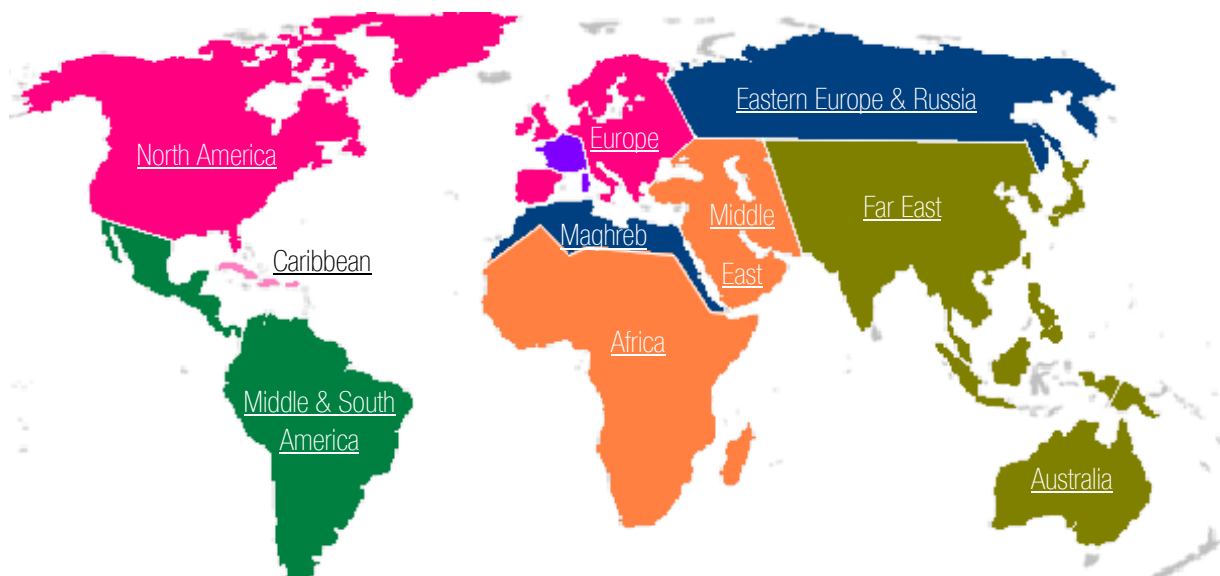 Eastern Europe & Russia
North America
Europe
Middle
East
Far East
Maghreb
Caribbean
Africa
Middle & South
America
Australia